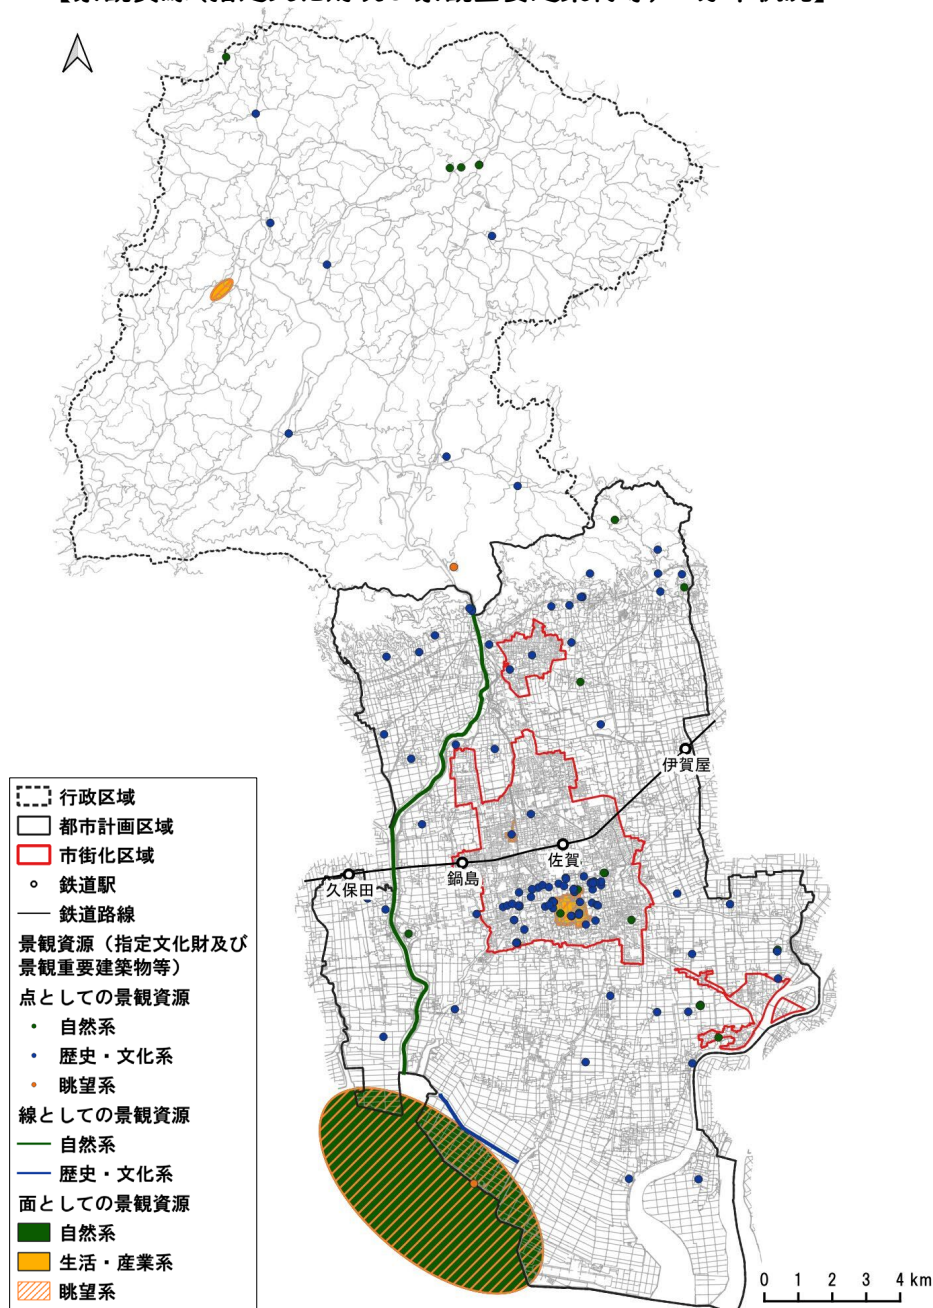 伊賀屋
佐賀
鍋島
久保田
行政区域
都市計画区域
市街化区域
鉄道駅
鉄道路線
景観資源（指定文化財及び
景観重要建築物等）
点としての景観資源
自然系
歴史・文化系
眺望系
線としての景観資源
自然系
歴史・文化系
面としての景観資源
自然系
生活・産業系
眺望系
0 1 2 3 4 km